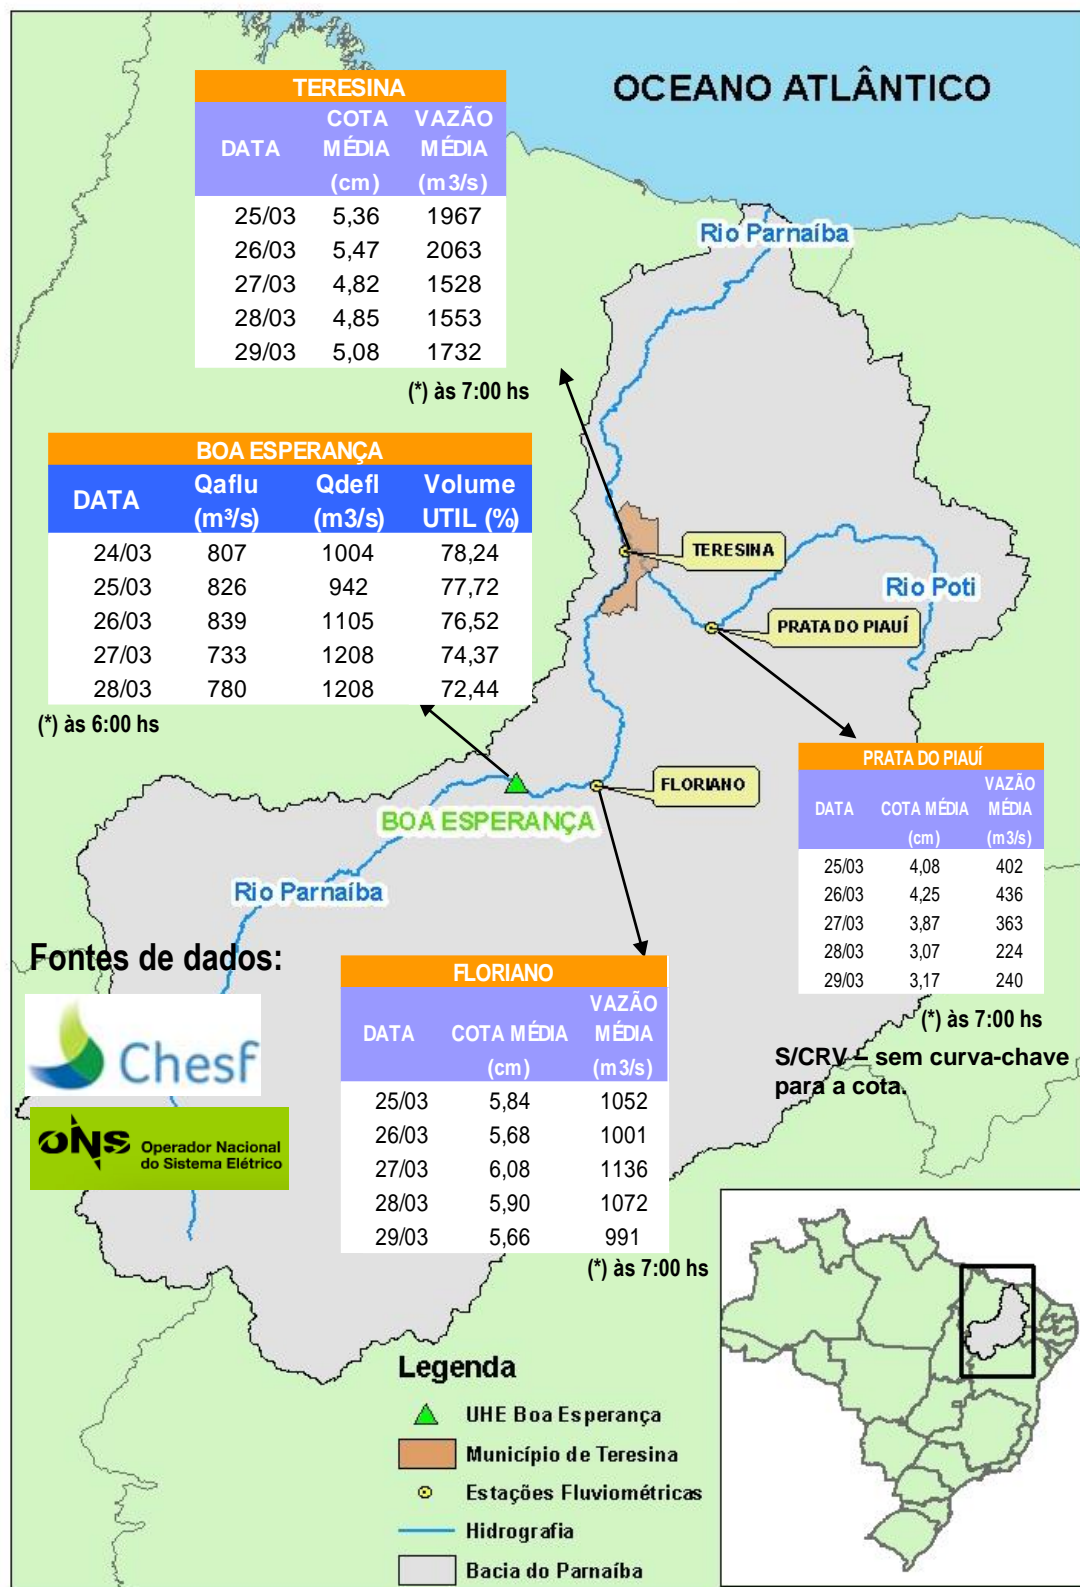 OCEANO ATLÂNTICO
TERESINA
DATA COTA MÉDIA (cm) VAZÃO MÉDIA (m3/s)
25/03 5,36 1967
26/03 5,47 2063
27/03 4,82 1528
28/03 4,85 1553
29/03 5,08 1732
(*) às 7:00 hs
Rio Parnaíba
BOA ESPERANÇA
DATA Qaflu (m³/s) Qdefl (m3/s) Volume UTIL (%)
24/03 807 1004 78,24
25/03 826 942 77,72
26/03 839 1105 76,52
27/03 733 1208 74,37
28/03 780 1208 72,44
(*) às 6:00 hs
TERESINA
Rio Poti
PRATA DO PIAUÍ
FLORIANO
BOA ESPERANÇA
Rio Parnaíba
PRATA DO PIAUÍ
DATA COTA MÉDIA (cm) VAZÃO MÉDIA (m3/s)
25/03 4,08 402
26/03 4,25 436
27/03 3,87 363
28/03 3,07 224
29/03 3,17 240
(*) às 7:00 hs
S/CRV – sem curva-chave
para a cota.
Fontes de dados:
Chesf
ONS Operador Nacional
do Sistema Elétrico
FLORIANO
DATA COTA MÉDIA (cm) VAZÃO MÉDIA (m3/s)
25/03 5,84 1052
26/03 5,68 1001
27/03 6,08 1136
28/03 5,90 1072
29/03 5,66 991
(*) às 7:00 hs
Legenda
UHE Boa Esperança
Município de Teresina
Estações Fluviométricas
Hidrografia
Bacia do Parnaíba